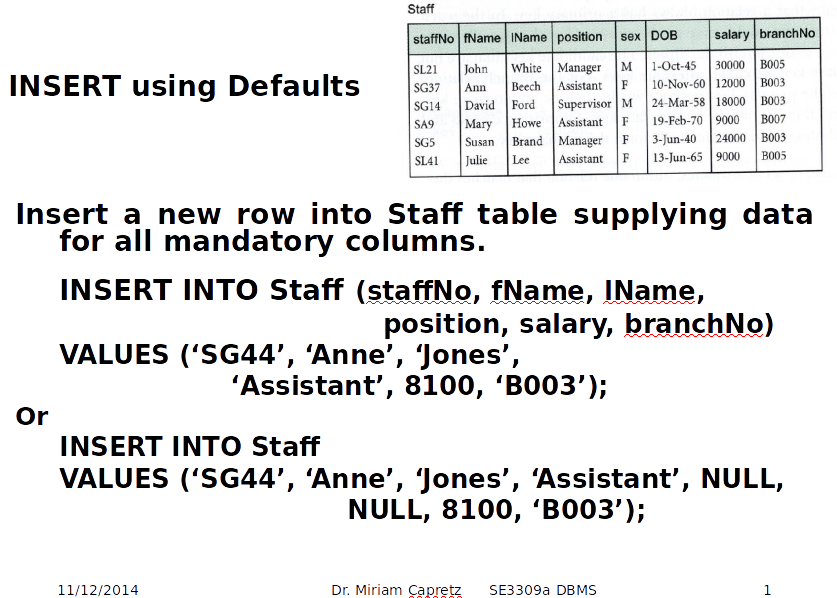 Staff
staffNo fName lName position sex DOB salary branchNo
SL21 John White Manager M 1-Oct-45 30000 B005
SG37 Ann Beech Assistant F 10-Nov-60 12000 B003
SG14 David Ford Supervisor M 24-Mar-58 18000 B003
SA9 Mary Howe Assistant F 19-Feb-70 9000 B007
SG5 Susan Brand Manager F 3-Jun-40 24000 B003
SL41 Julie Lee Assistant F 13-Jun-65 9000 B005
INSERT using Defaults
Insert a new row into Staff table supplying data
for all mandatory columns.
INSERT INTO Staff (staffNo, fName, lName,
position, salary, branchNo)
VALUES (‘SG44’, ‘Anne’, ‘Jones’,
‘Assistant’, 8100, ‘B003’);
Or
INSERT INTO Staff
VALUES (‘SG44’, ‘Anne’, ‘Jones’, ‘Assistant’, NULL,
NULL, 8100, ‘B003’);
11/12/2014 Dr. Miriam Capretz SE3309a DBMS 1